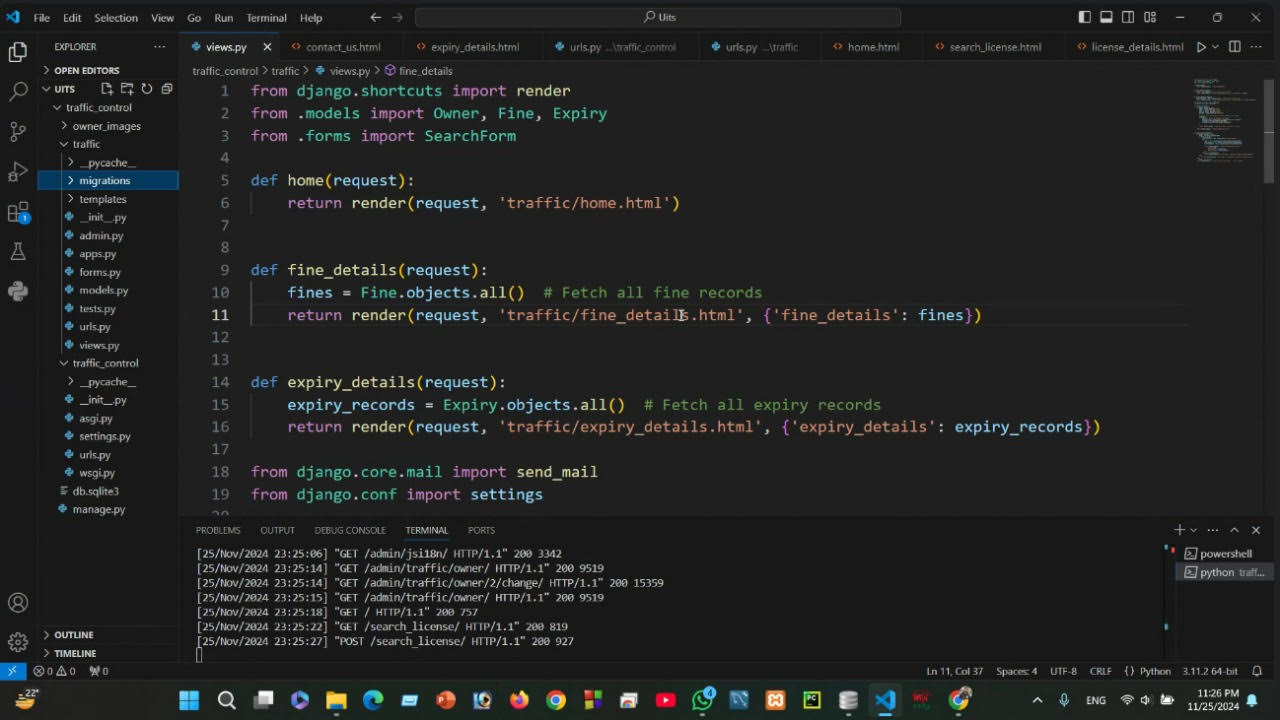 File Edit Selection View Go Run Terminal Help
Uits
EXPLORER
views.py
contact_us.html
expiry_details.html
urls.py ...\traffic_control
urls.py ...\traffic
home.html
search_license.html
license_details.html
OPEN EDITORS
UITS
traffic_control
owner_images
traffic
__pycache__
migrations
templates
__init__.py
admin.py
apps.py
forms.py
models.py
tests.py
urls.py
views.py
traffic_control
__pycache__
__init__.py
asgi.py
settings.py
urls.py
wsgi.py
db.sqlite3
manage.py
OUTLINE
TIMELINE
1
traffic_control > traffic > views.py > fine_details
1 from django.shortcuts import render
2 from .models import Owner, Fine, Expiry
3 from .forms import SearchForm
4
5 def home(request):
6 return render(request, 'traffic/home.html')
7
8
9 def fine_details(request):
10 fines = Fine.objects.all() # Fetch all fine records
11 return render(request, 'traffic/fine_details.html', {'fine_details': fines})
12
13
14 def expiry_details(request):
15 expiry_records = Expiry.objects.all() # Fetch all expiry records
16 return render(request, 'traffic/expiry_details.html', {'expiry_details': expiry_records})
17
18 from django.core.mail import send_mail
19 from django.conf import settings
PROBLEMS OUTPUT DEBUG CONSOLE TERMINAL PORTS
[25/Nov/2024 23:25:06] "GET /admin/jsi18n/ HTTP/1.1" 200 3342
[25/Nov/2024 23:25:14] "GET /admin/traffic/owner/ HTTP/1.1" 200 9519
[25/Nov/2024 23:25:14] "GET /admin/traffic/owner/2/change/ HTTP/1.1" 200 15359
[25/Nov/2024 23:25:15] "GET /admin/traffic/owner/ HTTP/1.1" 200 9519
[25/Nov/2024 23:25:18] "GET / HTTP/1.1" 200 757
[25/Nov/2024 23:25:22] "GET /search_license/ HTTP/1.1" 200 819
[25/Nov/2024 23:25:27] "POST /search_license/ HTTP/1.1" 200 927
powershell
python traff...
0 0 0
Ln 11, Col 37 Spaces: 4 UTF-8 CRLF {} Python 3.11.2 64-bit
22°
4
PC
ENG
11:26 PM
11/25/2024